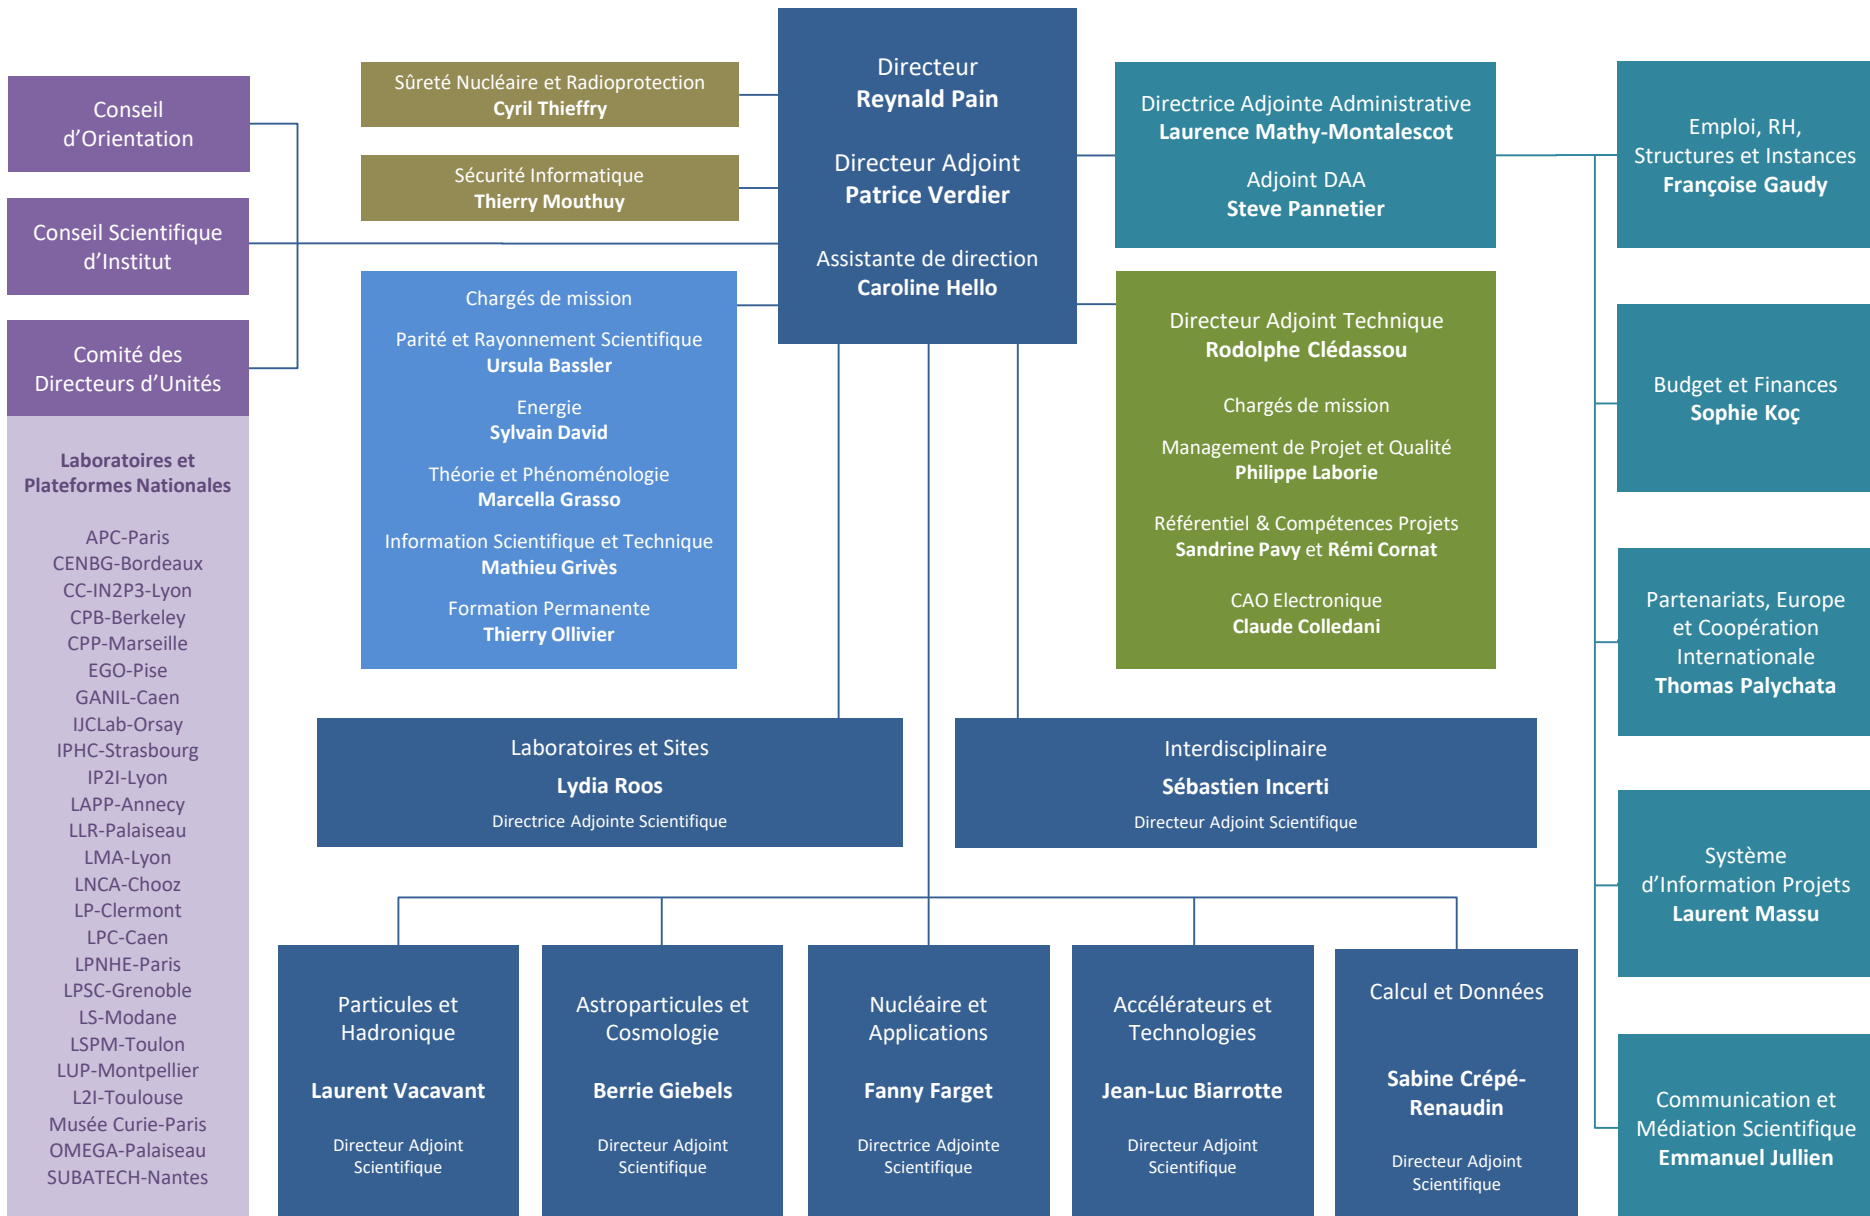 Conseil
d'Orientation
Conseil Scientifique
d'Institut
Comité des
Directeurs d'Unités
Laboratoires et
Plateformes Nationales
APC-Paris
CENBG-Bordeaux
CC-IN2P3-Lyon
CPB-Berkeley
CPP-Marseille
EGO-Pise
GANIL-Caen
IJCLab-Orsay
IPHC-Strasbourg
IP2I-Lyon
LAPP-Annecy
LLR-Palaiseau
LMA-Lyon
LNCA-Chooz
LP-Clermont
LPC-Caen
LPNHE-Paris
LPSC-Grenoble
LS-Modane
LSPM-Toulon
LUP-Montpellier
L2I-Toulouse
Musée Curie-Paris
OMEGA-Palaiseau
SUBATECH-Nantes
Sûreté Nucléaire et Radioprotection
Cyril Thieffry
Sécurité Informatique
Thierry Mouthuy
Chargés de mission
Parité et Rayonnement Scientifique
Ursula Bassler
Energie
Sylvain David
Théorie et Phénoménologie
Marcella Grasso
Information Scientifique et Technique
Mathieu Grivès
Formation Permanente
Thierry Ollivier
Directeur
Reynald Pain
Directeur Adjoint
Patrice Verdier
Assistante de direction
Caroline Hello
Directrice Adjointe Administrative
Laurence Mathy-Montalescot
Adjoint DAA
Steve Pannetier
Directeur Adjoint Technique
Rodolphe Clédassou
Chargés de mission
Management de Projet et Qualité
Philippe Laborie
Référentiel & Compétences Projets
Sandrine Pavy et Rémi Cornat
CAO Electronique
Claude Colledani
Laboratoires et Sites
Lydia Roos
Directrice Adjointe Scientifique
Interdisciplinaire
Sébastien Incerti
Directeur Adjoint Scientifique
Particules et
Hadronique
Laurent Vacavant
Directeur Adjoint
Scientifique
Astroparticules et
Cosmologie
Berrie Giebels
Directeur Adjoint
Scientifique
Nucléaire et
Applications
Fanny Farget
Directrice Adjointe
Scientifique
Accélérateurs et
Technologies
Jean-Luc Biarrotte
Directeur Adjoint
Scientifique
Calcul et Données
Sabine Crépé-
Renaudin
Directeur Adjoint
Scientifique
Emploi, RH,
Structures et Instances
Françoise Gaudy
Budget et Finances
Sophie Koç
Partenariats, Europe
et Coopération
Internationale
Thomas Palychata
Système
d'Information Projets
Laurent Massu
Communication et
Médiation Scientifique
Emmanuel Jullien